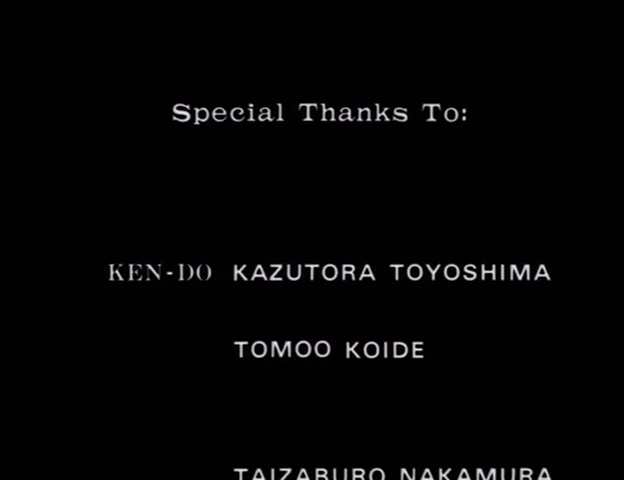 Special Thanks To:
KEN-DO KAZUTORA TOYOSHIMA
TOMOO KOIDE
TAIZABURO NAKAMURA